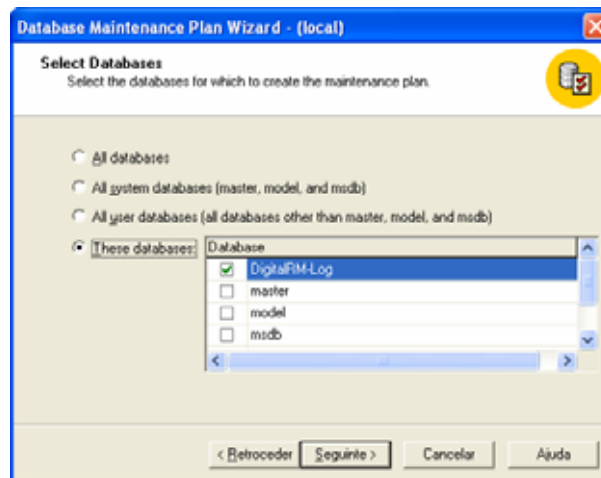 Database Maintenance Plan Wizard - (local)
Select Databases
Select the databases for which to create the maintenance plan.
All databases
All system databases (master, model, and msdb)
All user databases (all databases other than master, model, and msdb)
These databases:
Database
DigitalRM-Log
master
model
msdb
< Retroceder
Seguinte >
Cancelar
Ajuda